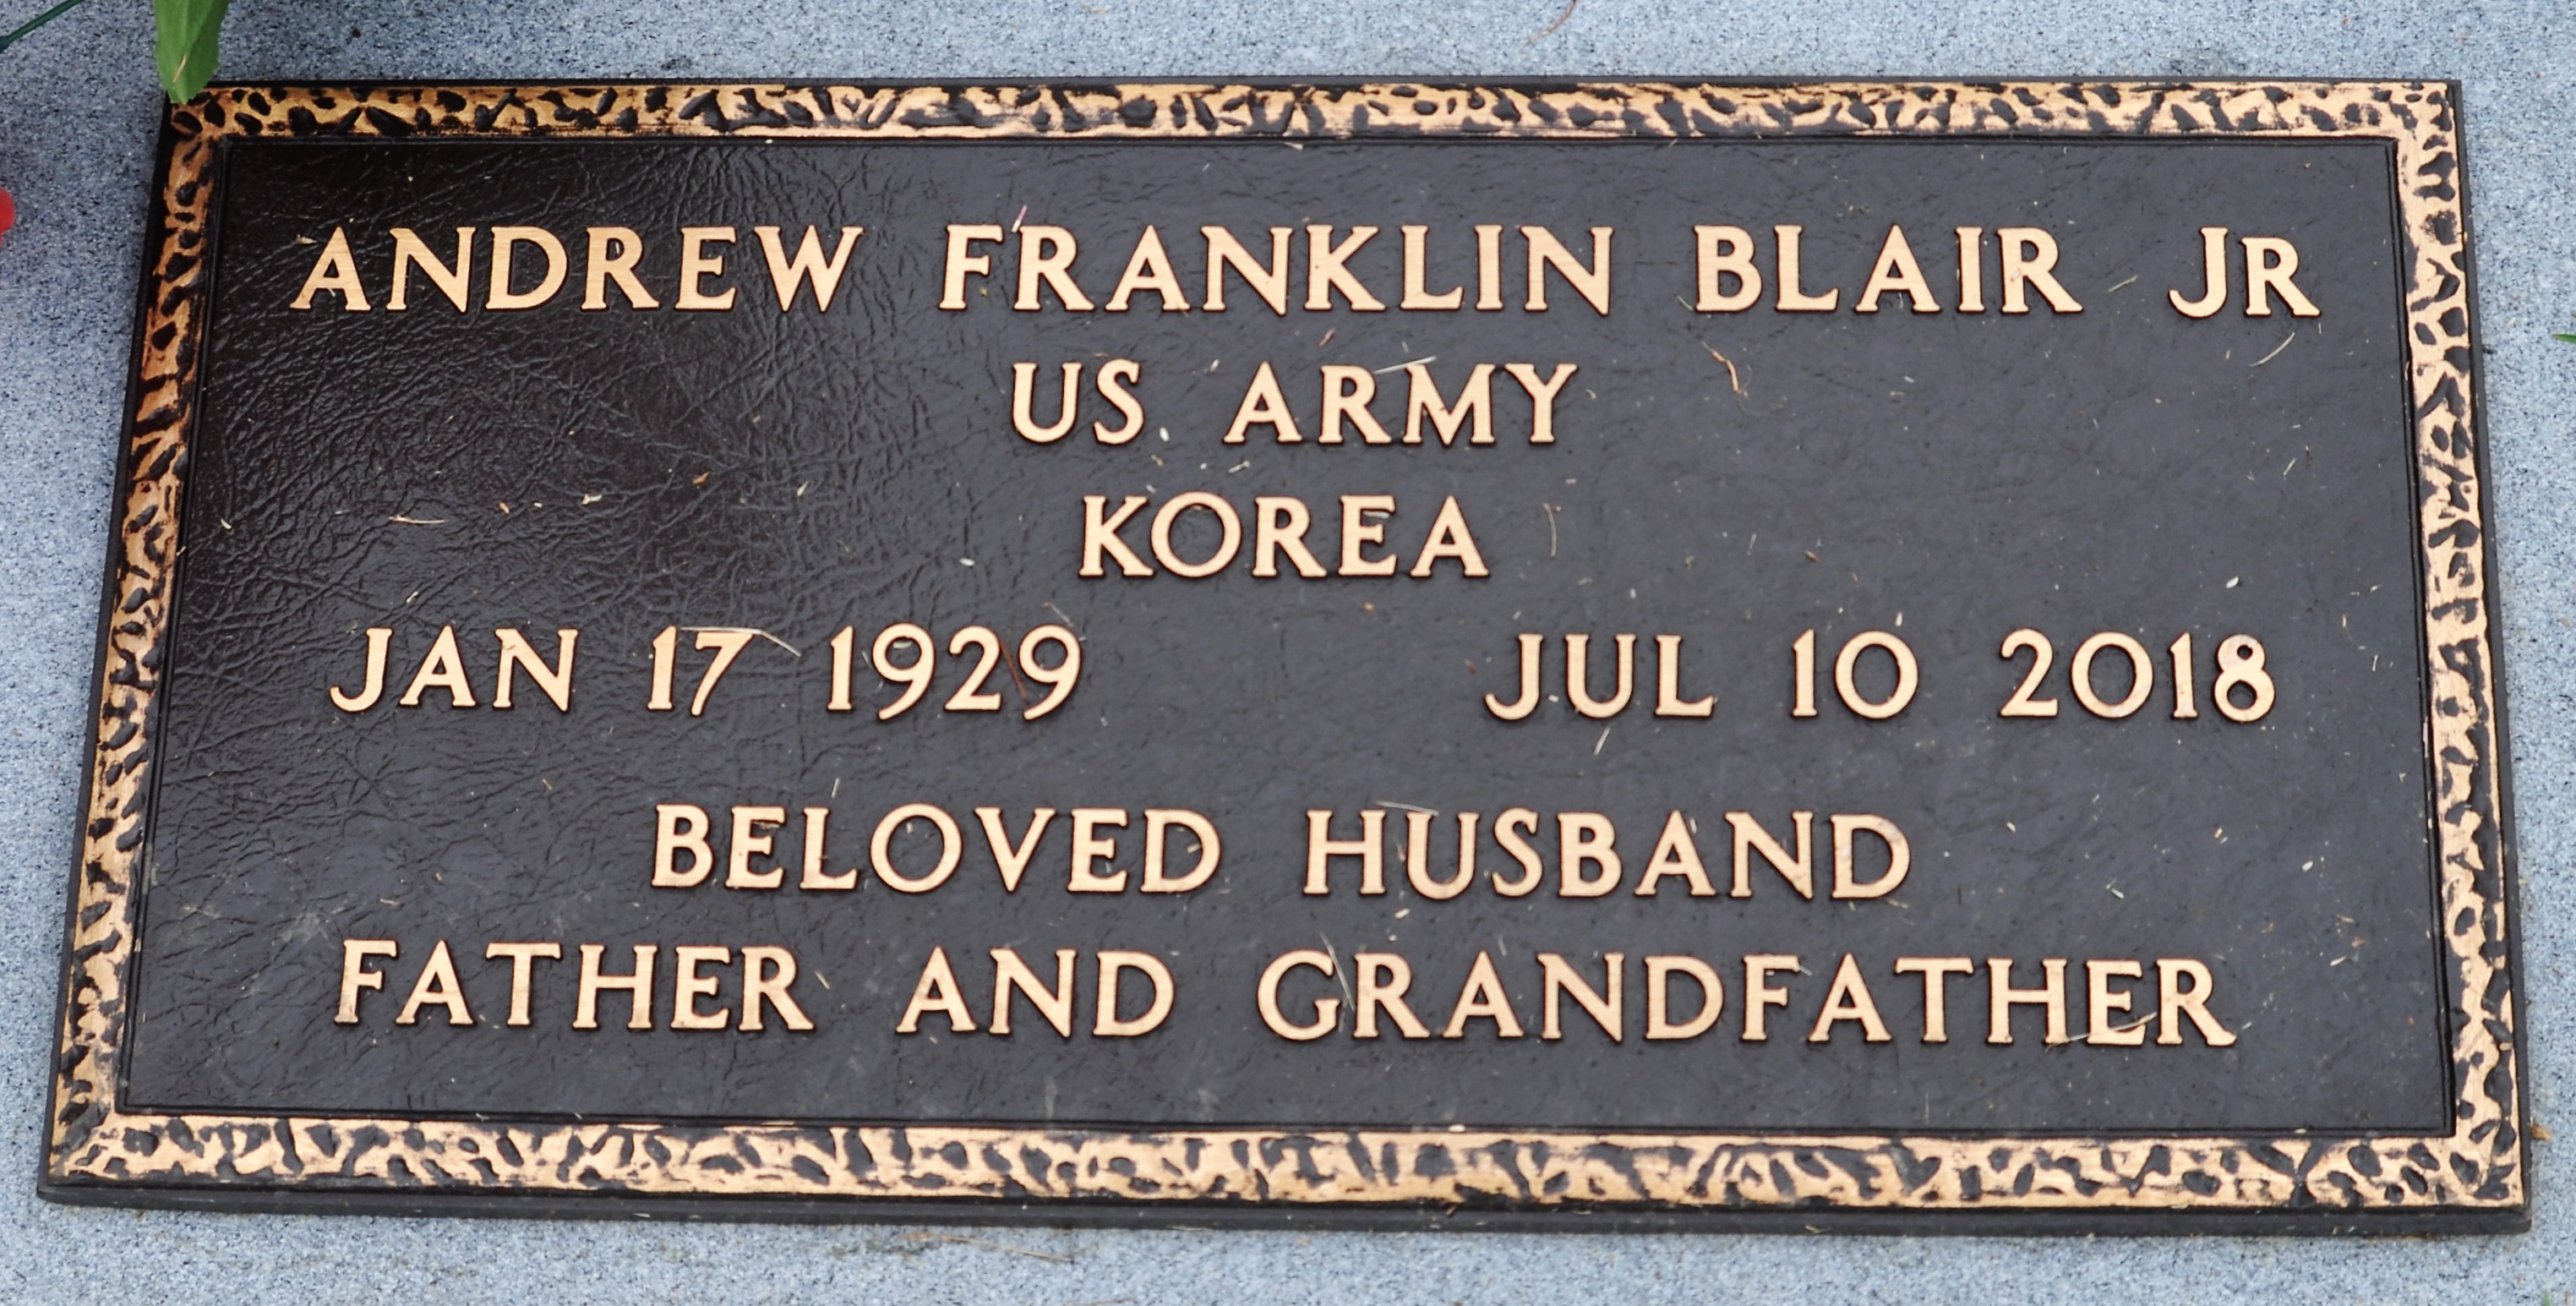 ANDREW FRANKLIN BLAIR JR
US ARMY
KOREA
JAN 17 1929 JUL 10 2018
BELOVED HUSBAND
FATHER AND GRANDFATHER